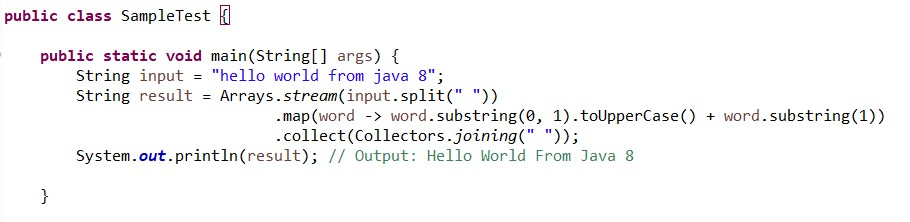 public class SampleTest {
public static void main(String[] args) {
String input = "hello world from java 8";
String result = Arrays.stream(input.split(" "))
.map(word -> word.substring(0, 1).toUpperCase() + word.substring(1))
.collect(Collectors.joining(" "));
System.out.println(result); // Output: Hello World From Java 8
}